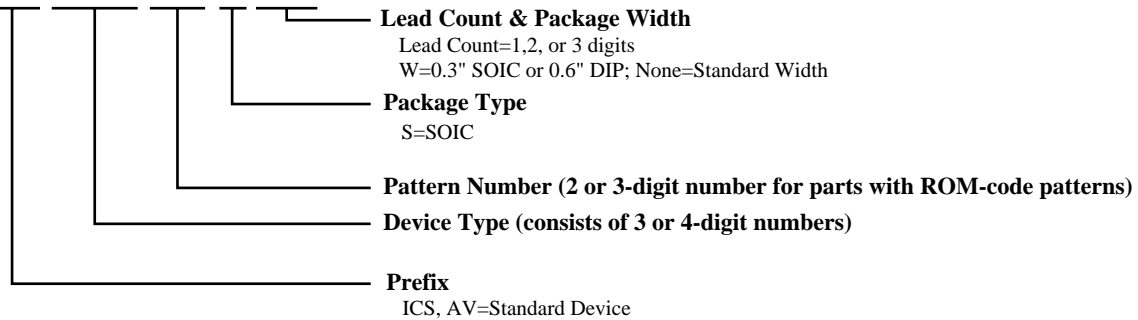 Lead Count & Package Width
Lead Count=1,2, or 3 digits
W=0.3" SOIC or 0.6" DIP; None=Standard Width
Package Type
S=SOIC
Pattern Number (2 or 3-digit number for parts with ROM-code patterns)
Device Type (consists of 3 or 4-digit numbers)
Prefix
ICS, AV=Standard Device